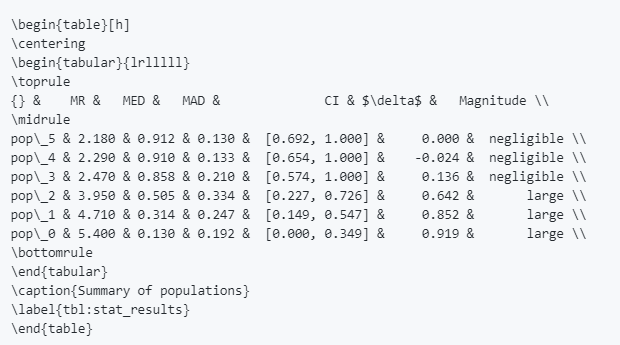 \begin{table}[h]
\centering
\begin{tabular}{lrlllll}
\toprule
{} &    MR &   MED &   MAD &              CI & $\delta$ &   Magnitude \\
\midrule
pop\_5 & 2.180 & 0.912 & 0.130 &  [0.692, 1.000] &    0.000 &  negligible \\
pop\_4 & 2.290 & 0.910 & 0.133 &  [0.654, 1.000] &   -0.024 &  negligible \\
pop\_3 & 2.470 & 0.858 & 0.210 &  [0.574, 1.000] &    0.136 &  negligible \\
pop\_2 & 3.950 & 0.505 & 0.334 &  [0.227, 0.726] &    0.642 &       large \\
pop\_1 & 4.710 & 0.314 & 0.247 &  [0.149, 0.547] &    0.852 &       large \\
pop\_0 & 5.400 & 0.130 & 0.192 &  [0.000, 0.349] &    0.919 &       large \\
\bottomrule
\end{tabular}
\caption{Summary of populations}
\label{tbl:stat_results}
\end{table}